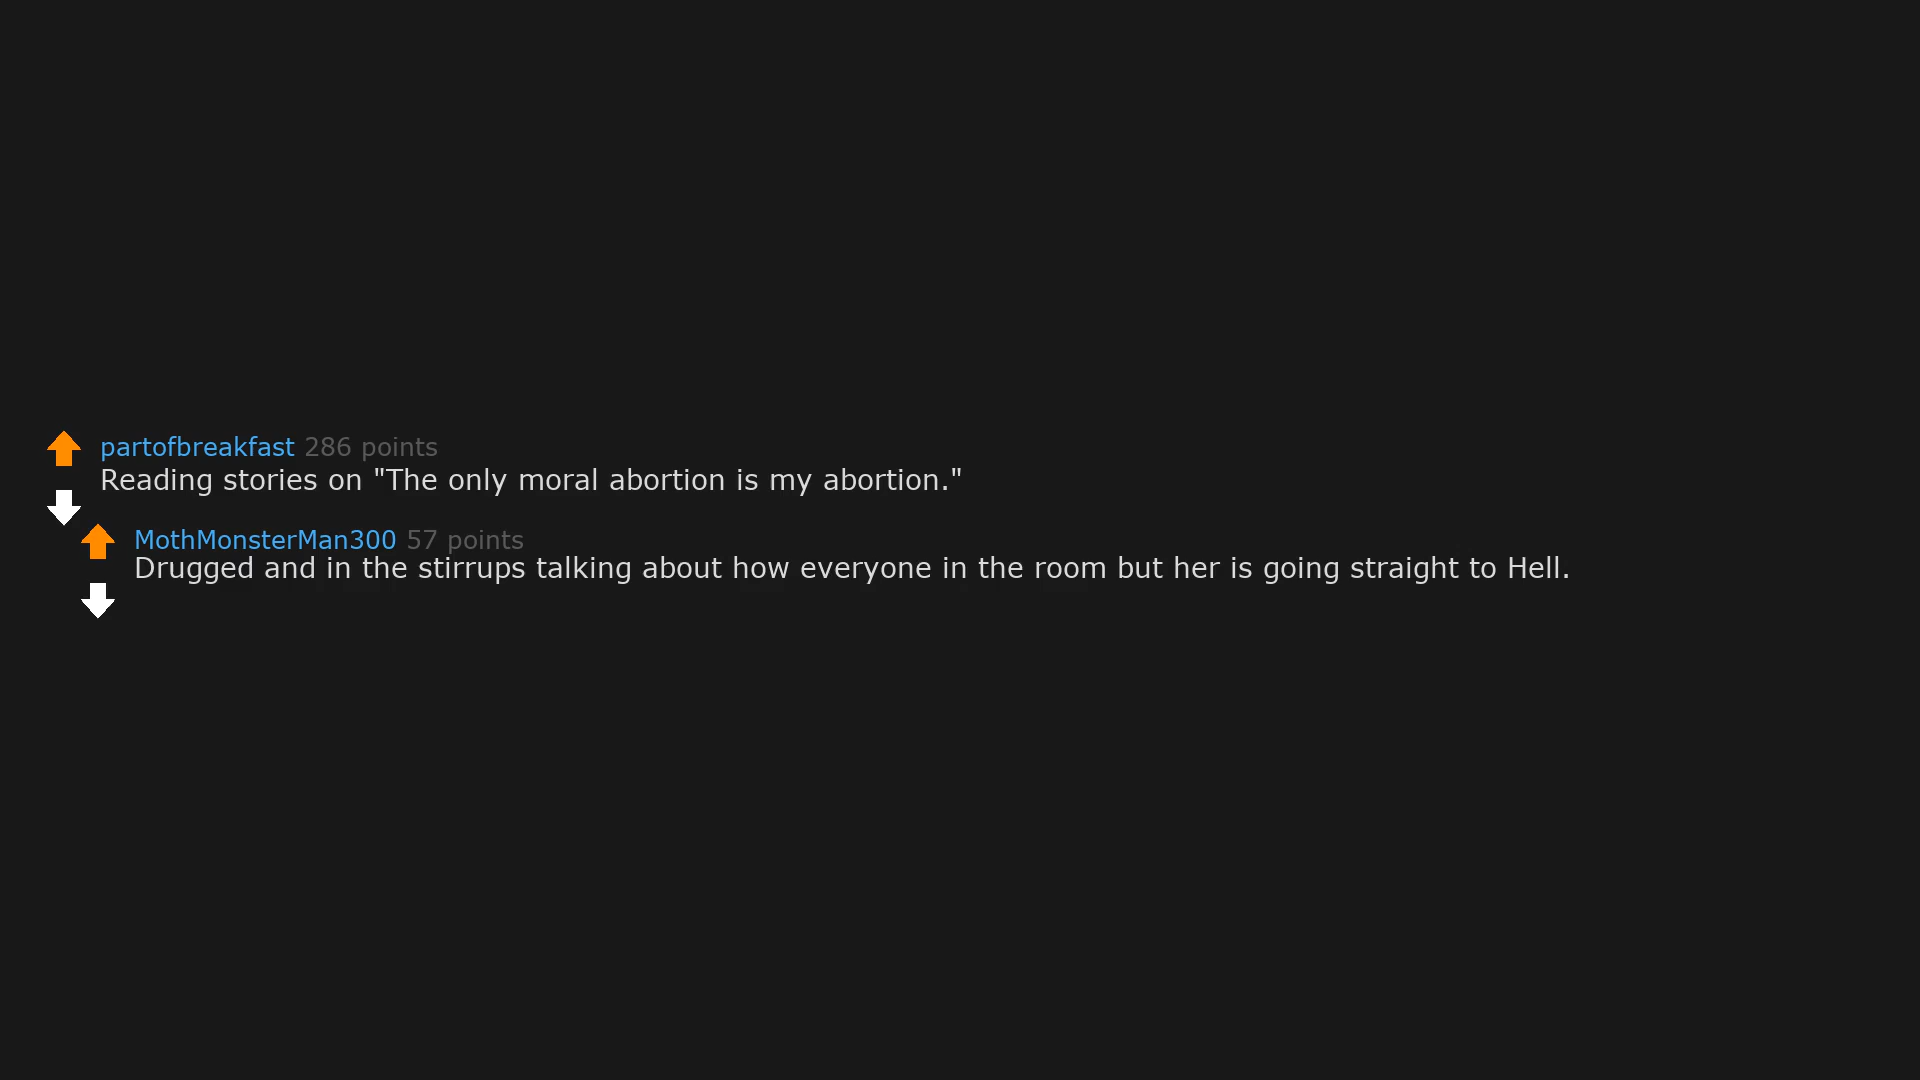 partofbreakfast 286 points
Reading stories on "The only moral abortion is my abortion."
MothMonsterMan300 57 points
Drugged and in the stirrups talking about how everyone in the room but her is going straight to Hell.